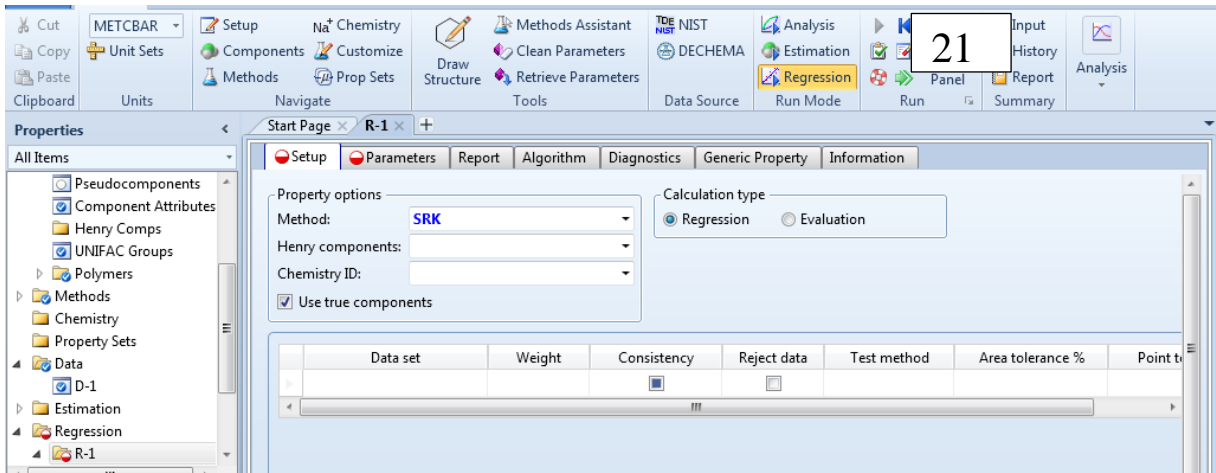 Cut METCBAR Setup Na+ Chemistry Methods Assistant NIST Analysis 21 Input
Copy Unit Sets Components Customize Draw Structure Clean Parameters DECHEMA Estimation History Analysis
Paste Methods Prop Sets Retrieve Parameters Regression Panel Report
Clipboard Units Navigate Tools Data Source Run Mode Run Summary
Properties < Start Page R-1 +
All Items Setup Parameters Report Algorithm Diagnostics Generic Property Information
Pseudocomponents
Component Attributes
Henry Comps
UNIFAC Groups
Polymers
Methods
Chemistry
Property Sets
Data
D-1
Estimation
Regression
R-1
Property options
Method: SRK
Henry components:
Chemistry ID:
Use true components
Calculation type
Regression Evaluation
Data set Weight Consistency Reject data Test method Area tolerance % Point